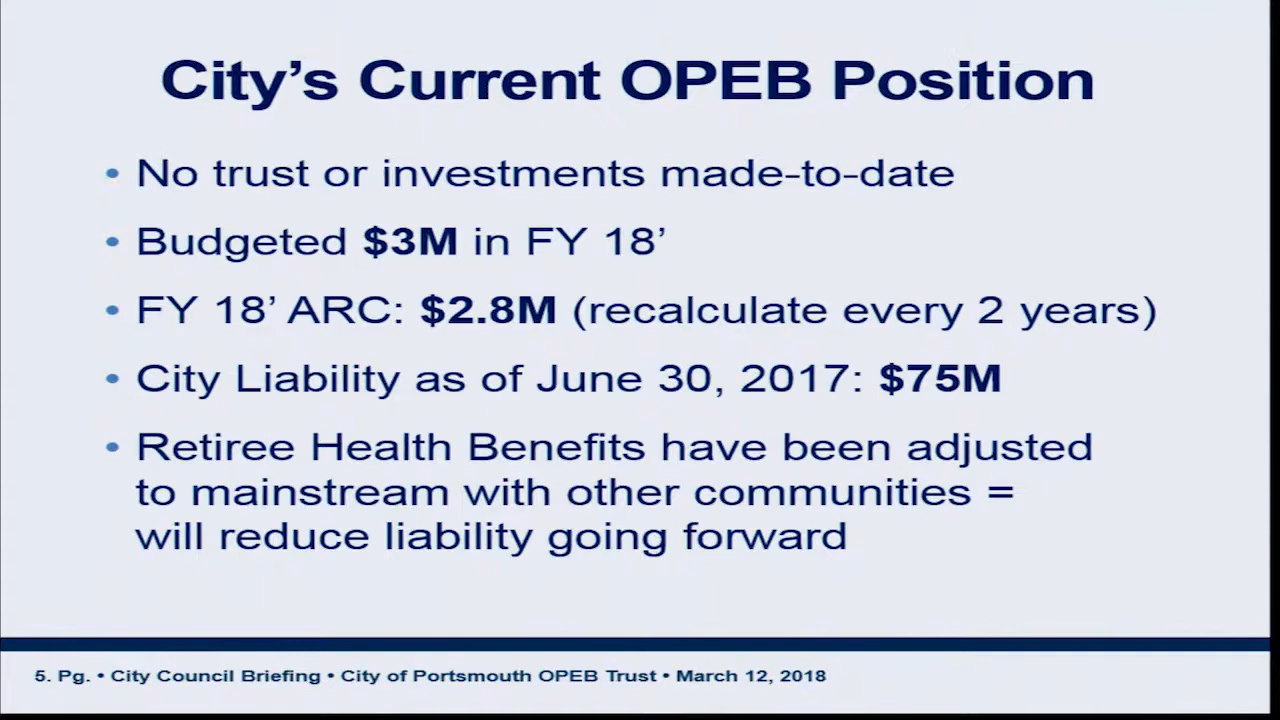 City’s Current OPEB Position
• No trust or investments made-to-date
• Budgeted $3M in FY 18’
• FY 18’ ARC: $2.8M (recalculate every 2 years)
• City Liability as of June 30, 2017: $75M
• Retiree Health Benefits have been adjusted
to mainstream with other communities =
will reduce liability going forward
5. Pg. • City Council Briefing • City of Portsmouth OPEB Trust • March 12, 2018